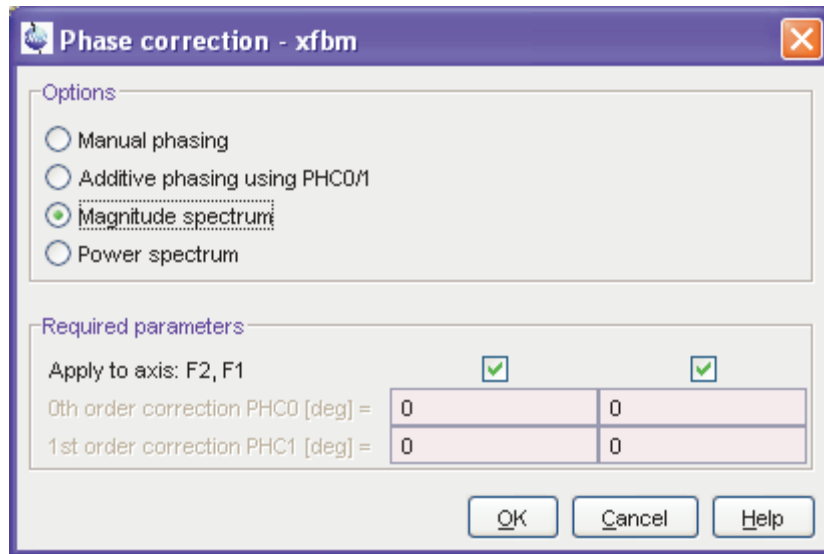 Phase correction - xfbm
Options
Manual phasing
Additive phasing using PHC0/1
Magnitude spectrum
Power spectrum
Required parameters
Apply to axis: F2, F1
0th order correction PHC0 [deg] = 0 0
1st order correction PHC1 [deg] = 0 0
OK Cancel Help